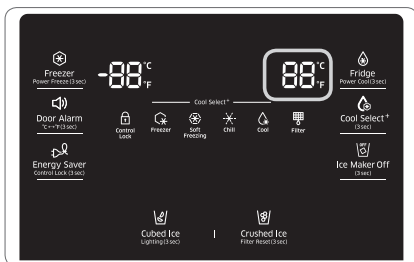 Freezer
Power Freeze (3 sec)
-88 °C
°F
88 °C
°F
Fridge
Power Cool (3 sec)
Door Alarm
°C ↔ °F (3 sec)
Cool Select+
Control
Lock
Freezer
Soft
Freezing
Chill
Cool
Filter
Cool Select+
(3 sec)
Energy Saver
Control Lock (3 sec)
OFF
Ice Maker Off
(3 sec)
Cubed Ice
Lighting (3 sec)
Crushed Ice
Filter Reset (3 sec)